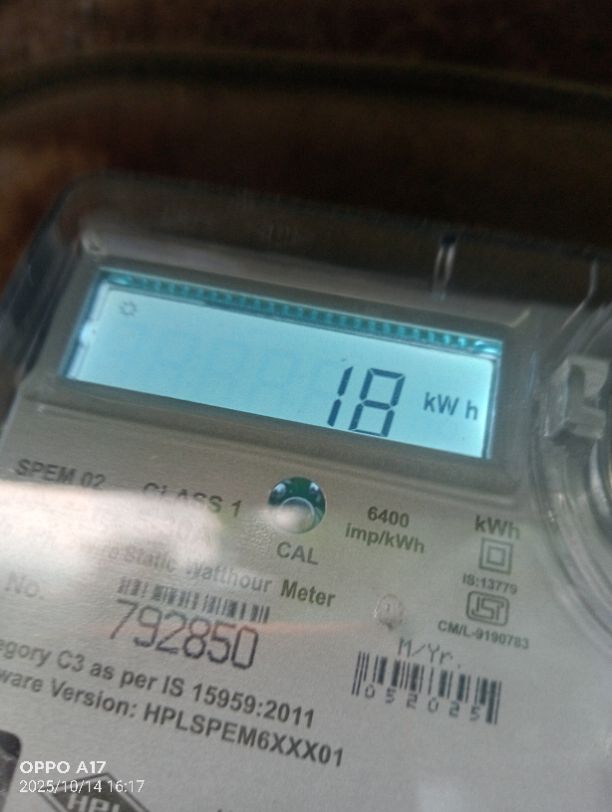 18 kWh
SPEM 02 CLASS 1
6400
imp/kWh
kWh
CAL
IS:13779
Static Watthour Meter
CM/L-9190783
No.
792850
M/Yr.
052025
egory C3 as per IS 15959:2011
ware Version: HPLSPEM6XXX01
HPL
OPPO A17
2025/10/14 16:17